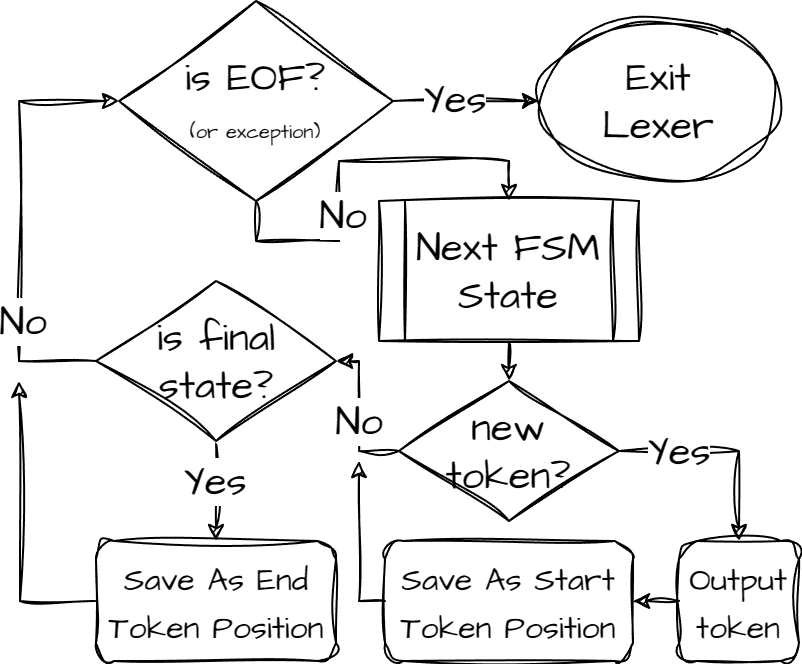 is EOF?
(or exception)
Yes
Exit
Lexer
No
Next FSM
State
No
is final
state?
No
new
token?
Yes
Yes
Save As End
Token Position
Save As Start
Token Position
Output
token